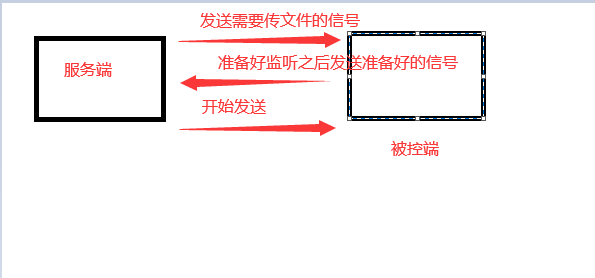 发送需要传文件的信号
服务端
准备好监听之后发送准备好的信号
开始发送
被控端